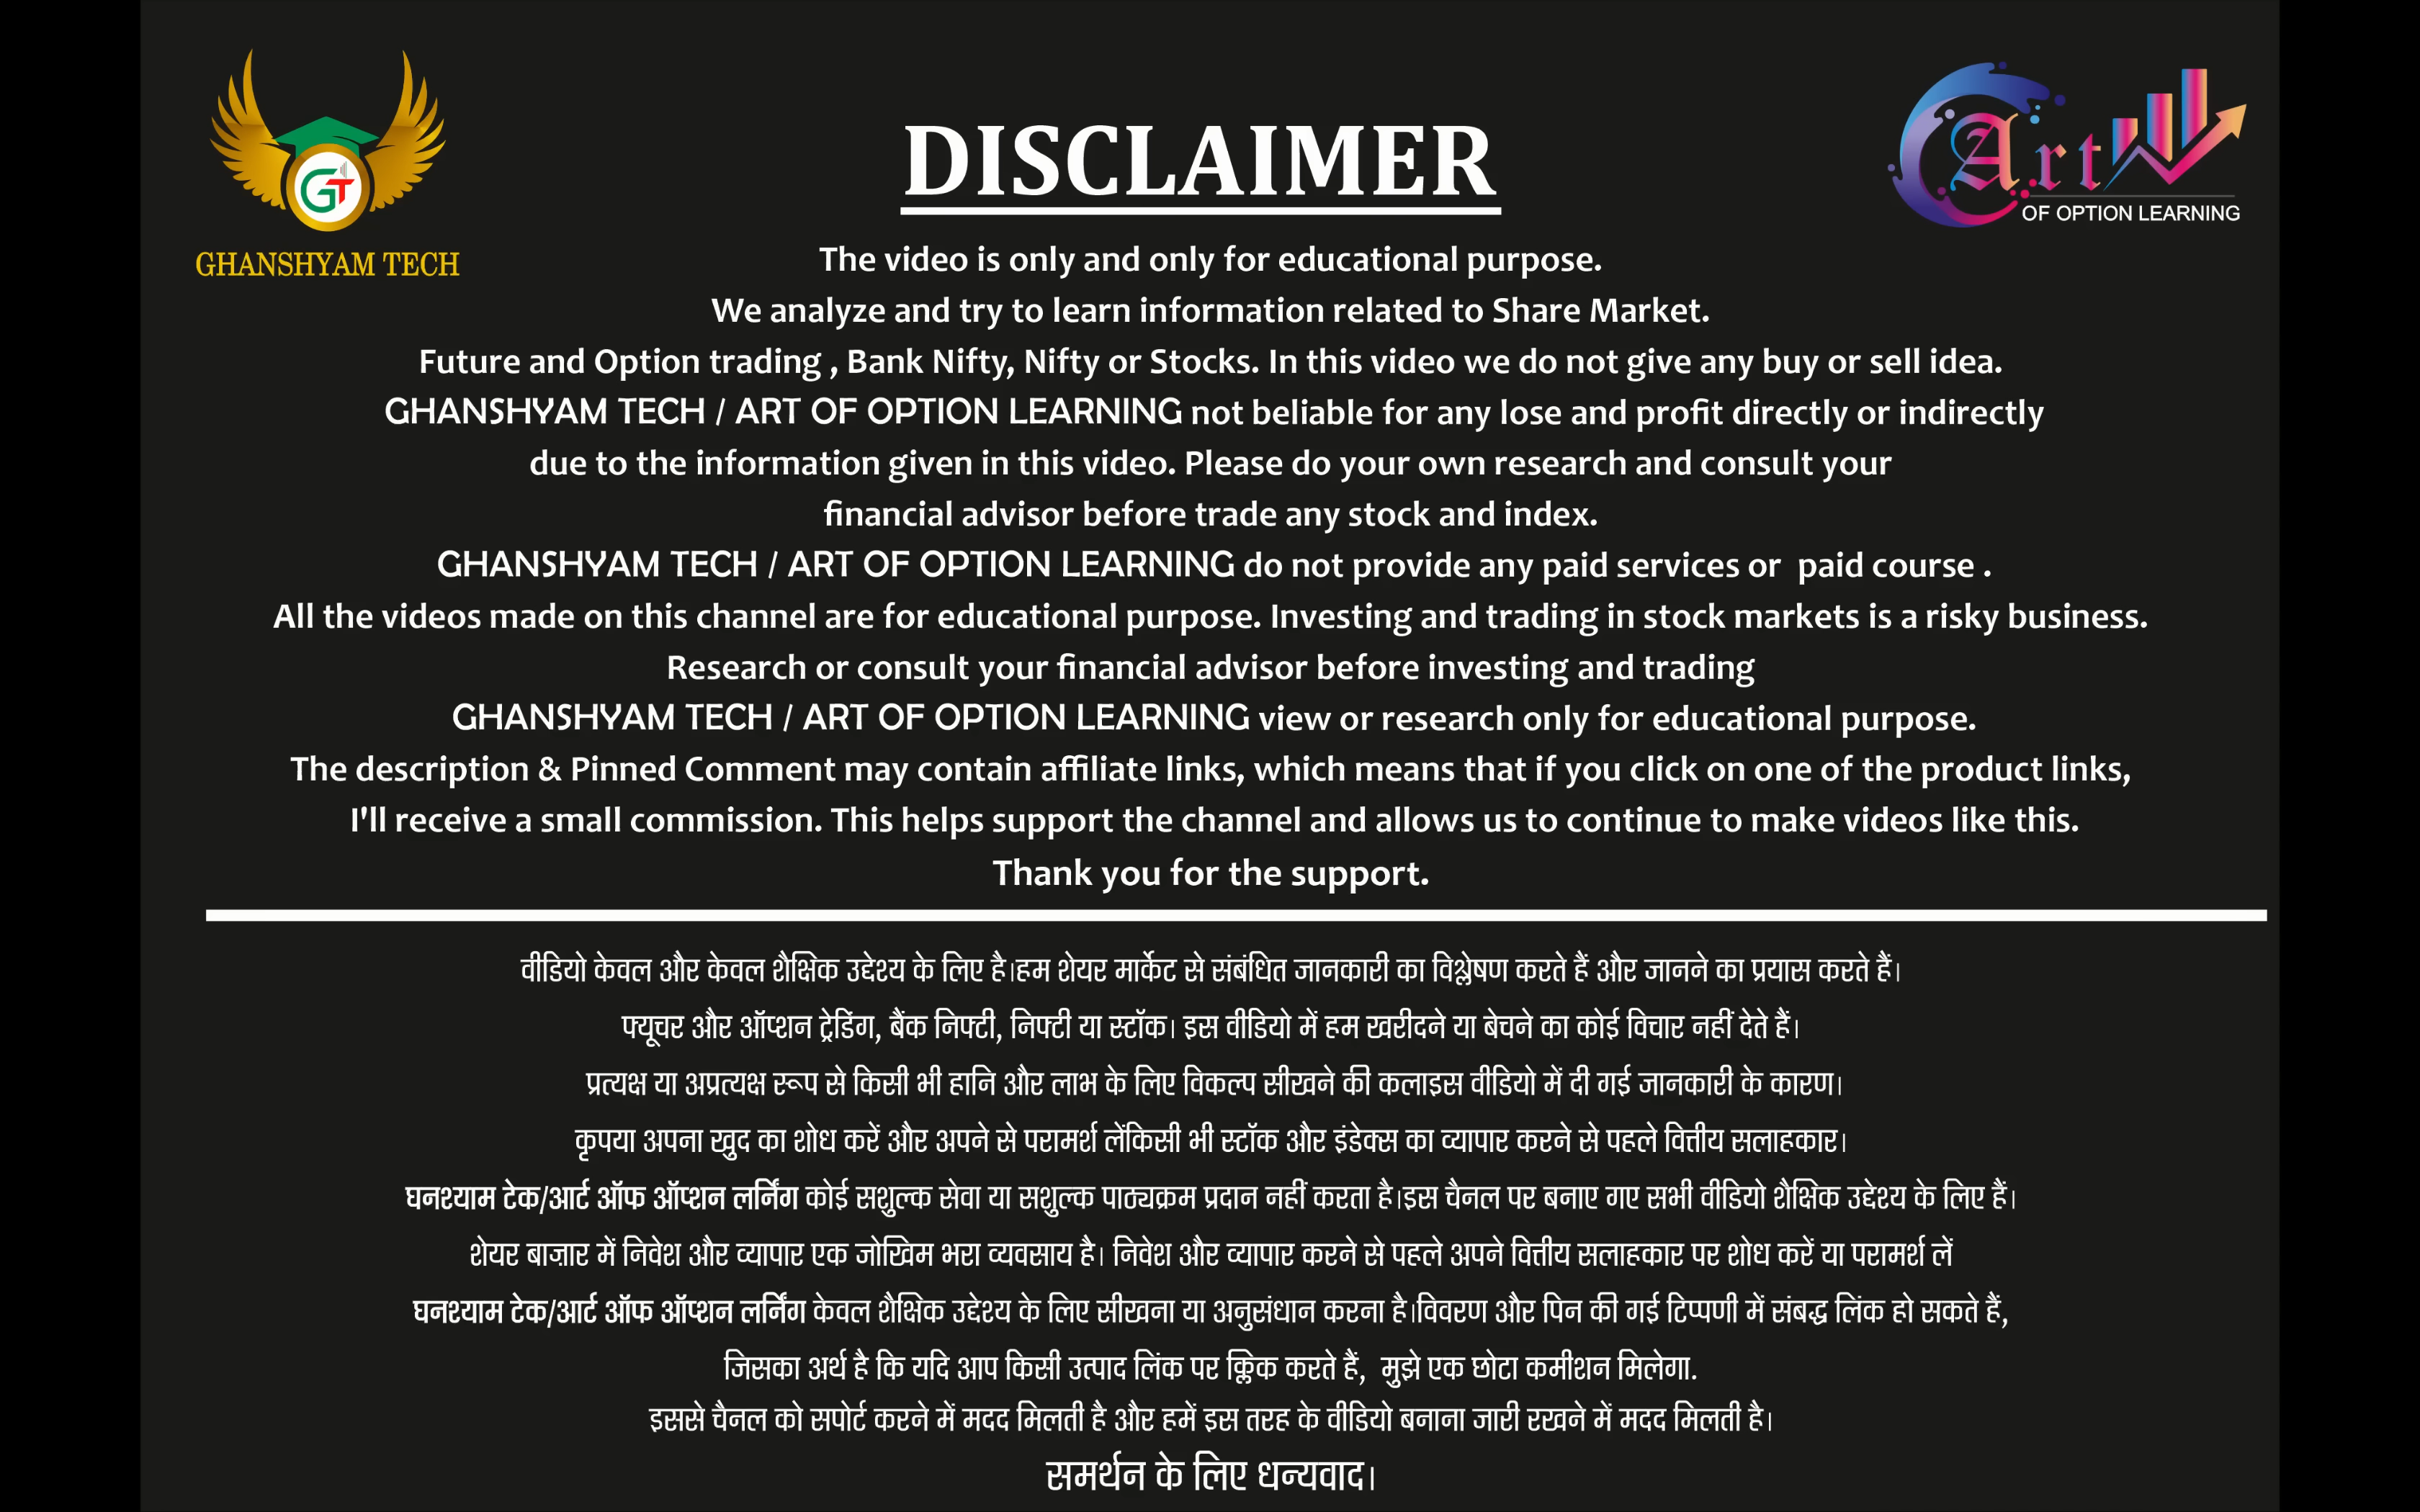 GHANSHYAM TECH
GT
Art
OF OPTION LEARNING
DISCLAIMER
The video is only and only for educational purpose.
We analyze and try to learn information related to Share Market.
Future and Option trading , Bank Nifty, Nifty or Stocks. In this video we do not give any buy or sell idea.
GHANSHYAM TECH / ART OF OPTION LEARNING not beliable for any lose and profit directly or indirectly
due to the information given in this video. Please do your own research and consult your
financial advisor before trade any stock and index.
GHANSHYAM TECH / ART OF OPTION LEARNING do not provide any paid services or  paid course .
All the videos made on this channel are for educational purpose. Investing and trading in stock markets is a risky business.
Research or consult your financial advisor before investing and trading
GHANSHYAM TECH / ART OF OPTION LEARNING view or research only for educational purpose.
The description & Pinned Comment may contain affiliate links, which means that if you click on one of the product links,
I'll receive a small commission. This helps support the channel and allows us to continue to make videos like this.
Thank you for the support.
वीडियो केवल और केवल शैक्षिक उद्देश्य के लिए है।हम शेयर मार्केट से संबंधित जानकारी का विश्लेषण करते हैं और जानने का प्रयास करते हैं।
फ्यूचर और ऑप्शन ट्रेडिंग, बैंक निफ्टी, निफ्टी या स्टॉक। इस वीडियो में हम खरीदने या बेचने का कोई विचार नहीं देते हैं।
प्रत्यक्ष या अप्रत्यक्ष रूप से किसी भी हानि और लाभ के लिए विकल्प सीखने की कलाइस वीडियो में दी गई जानकारी के कारण।
कृपया अपना खुद का शोध करें और अपने से परामर्श लेंकिसी भी स्टॉक और इंडेक्स का व्यापार करने से पहले वित्तीय सलाहकार।
घनश्याम टेक/आर्ट ऑफ ऑप्शन लर्निंग कोई सशुल्क सेवा या सशुल्क पाठ्यक्रम प्रदान नहीं करता है।इस चैनल पर बनाए गए सभी वीडियो शैक्षिक उद्देश्य के लिए हैं।
शेयर बाज़ार में निवेश और व्यापार एक जोखिम भरा व्यवसाय है। निवेश और व्यापार करने से पहले अपने वित्तीय सलाहकार पर शोध करें या परामर्श लें
घनश्याम टेक/आर्ट ऑफ ऑप्शन लर्निंग केवल शैक्षिक उद्देश्य के लिए सीखना या अनुसंधान करना है।विवरण और पिन की गई टिप्पणी में संबद्ध लिंक हो सकते हैं,
जिसका अर्थ है कि यदि आप किसी उत्पाद लिंक पर क्लिक करते हैं,  मुझे एक छोटा कमीशन मिलेगा.
इससे चैनल को सपोर्ट करने में मदद मिलती है और हमें इस तरह के वीडियो बनाना जारी रखने में मदद मिलती है।
समर्थन के लिए धन्यवाद।